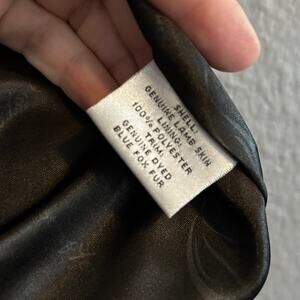 SHELL:
GENUINE LAMB SKIN
LINING:
100% POLYESTER
TRIM DYED
GENUINE
BLUE FOX FUR